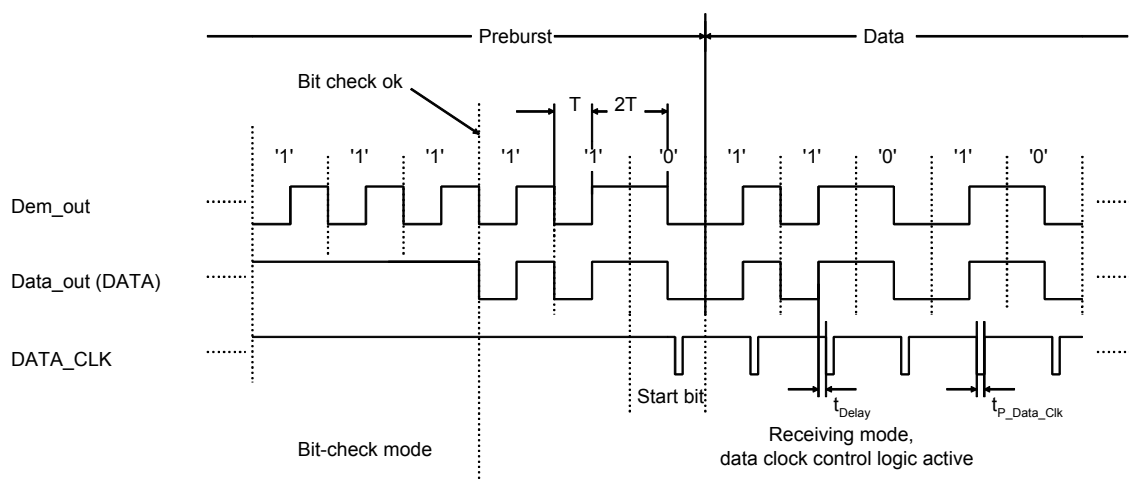 Preburst Data
Bit check ok
T 2T
'1' '1' '1' '1' '1' '0' '1' '1' '0' '1' '0'
Dem_out
Data_out (DATA)
DATA_CLK
Start bit
tDelay tP_Data_Clk
Bit-check mode
Receiving mode,
data clock control logic active